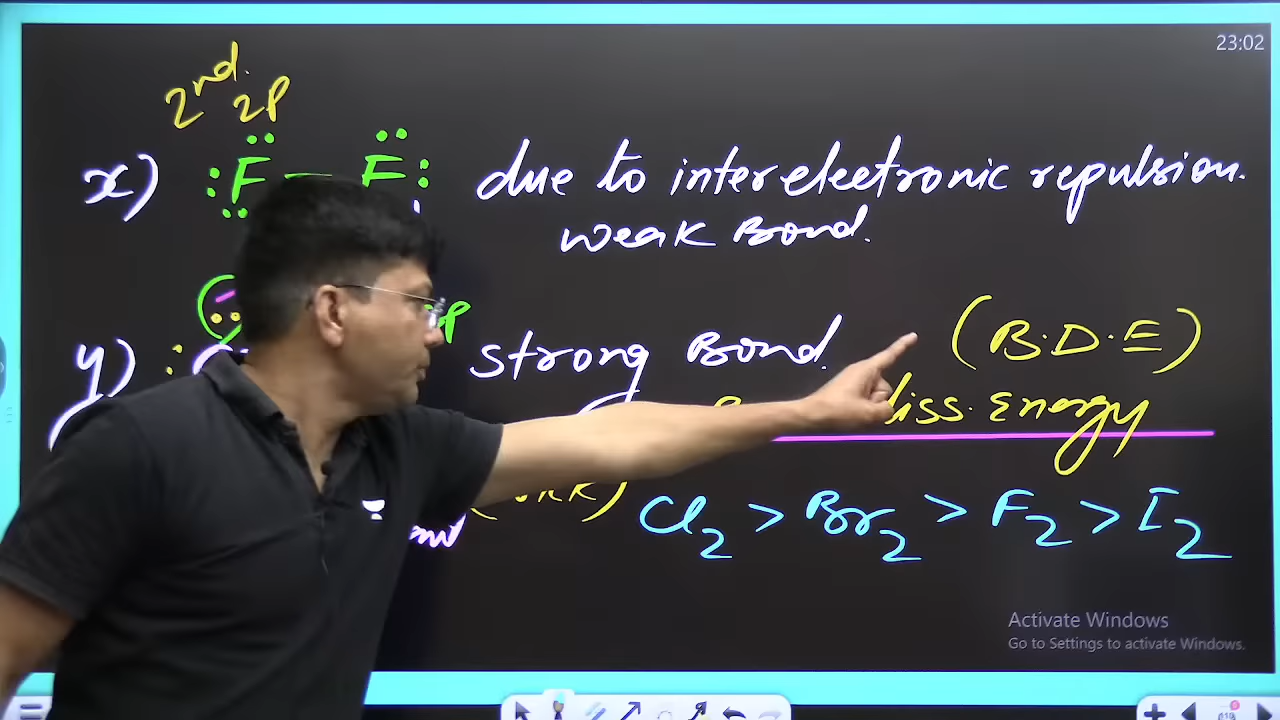 23:02
2nd. 2P
x) :F — F: due to interelectronic repulsion.
weak Bond.
y) : strong Bond.
(B.D.E)
diss. Energy
Cl2 > Br2 > F2 > I2
Activate Windows
Go to Settings to activate Windows.